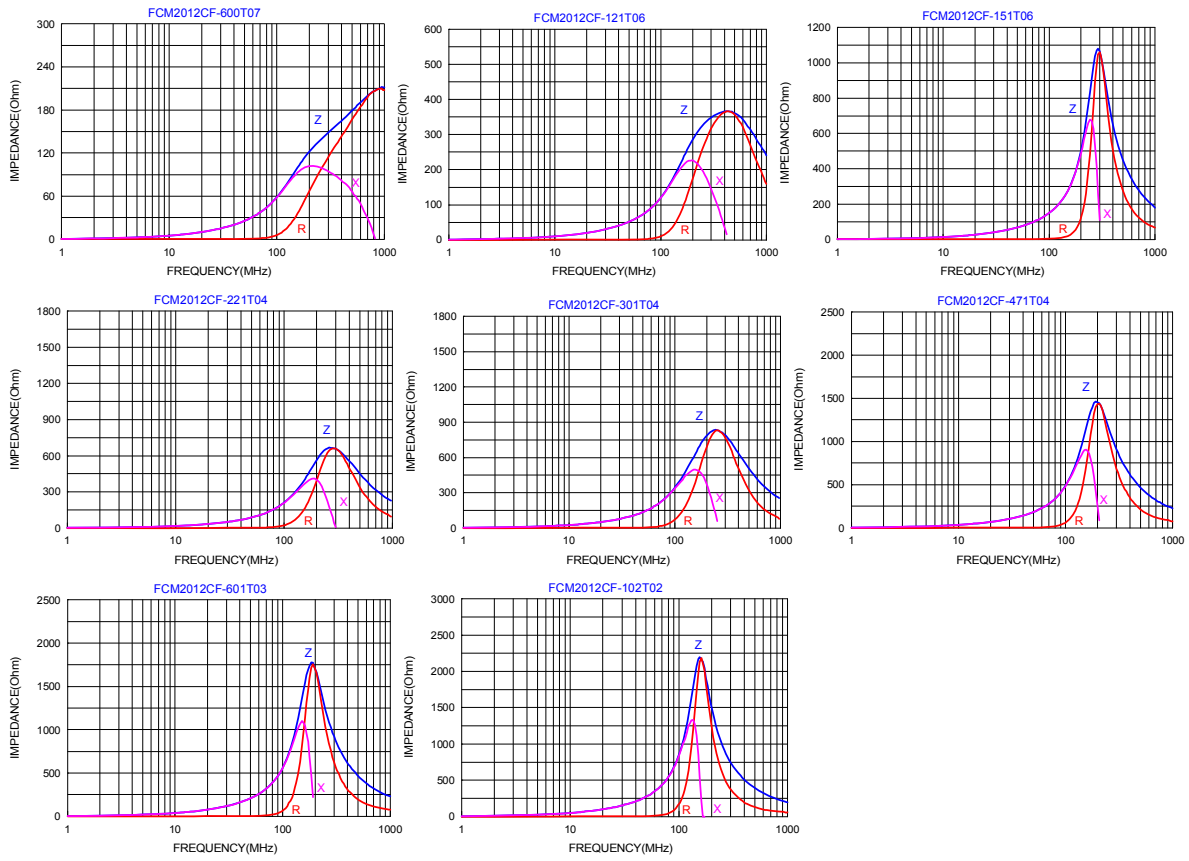 FCM2012CF-600T07
300
240
180
120
60
0
IMPEDANCE(Ohm)
Z
X
R
1
10
100
1000
FREQUENCY(MHz)
FCM2012CF-121T06
600
500
400
300
200
100
0
IMPEDANCE(Ohm)
Z
X
R
1
10
100
1000
FREQUENCY(MHz)
FCM2012CF-151T06
1200
1000
800
600
400
200
0
IMPEDANCE(Ohm)
Z
X
R
1
10
100
1000
FREQUENCY(MHz)
FCM2012CF-221T04
1800
1500
1200
900
600
300
0
IMPEDANCE(Ohm)
Z
X
R
1
10
100
1000
FREQUENCY(MHz)
FCM2012CF-301T04
1800
1500
1200
900
600
300
0
IMPEDANCE(Ohm)
Z
X
R
1
10
100
1000
FREQUENCY(MHz)
FCM2012CF-471T04
2500
2000
1500
1000
500
0
IMPEDANCE(Ohm)
Z
X
R
1
10
100
1000
FREQUENCY(MHz)
FCM2012CF-601T03
2500
2000
1500
1000
500
0
IMPEDANCE(Ohm)
Z
X
R
1
10
100
1000
FREQUENCY(MHz)
FCM2012CF-102T02
3000
2500
2000
1500
1000
500
0
IMPEDANCE(Ohm)
Z
X
R
1
10
100
1000
FREQUENCY(MHz)